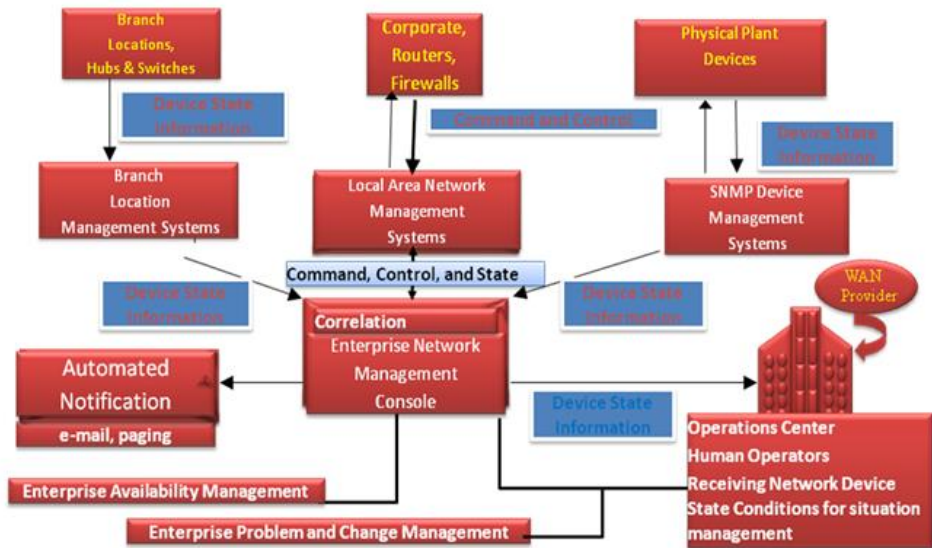 Branch
Locations,
Hubs & Switches
Corporate,
Routers,
Firewalls
Physical Plant
Devices
Device State
Information
Command and Control
Device State
Information
Branch
Location
Management Systems
Local Area Network
Management
Systems
SNMP Device
Management
Systems
Command, Control, and State
Device State
Information
Device State
Information
WAN
Provider
Correlation
Enterprise Network
Management
Console
Automated
Notification
e-mail, paging
Device State
Information
Operations Center
Human Operators
Receiving Network Device
State Conditions for situation
management
Enterprise Availability Management
Enterprise Problem and Change Management